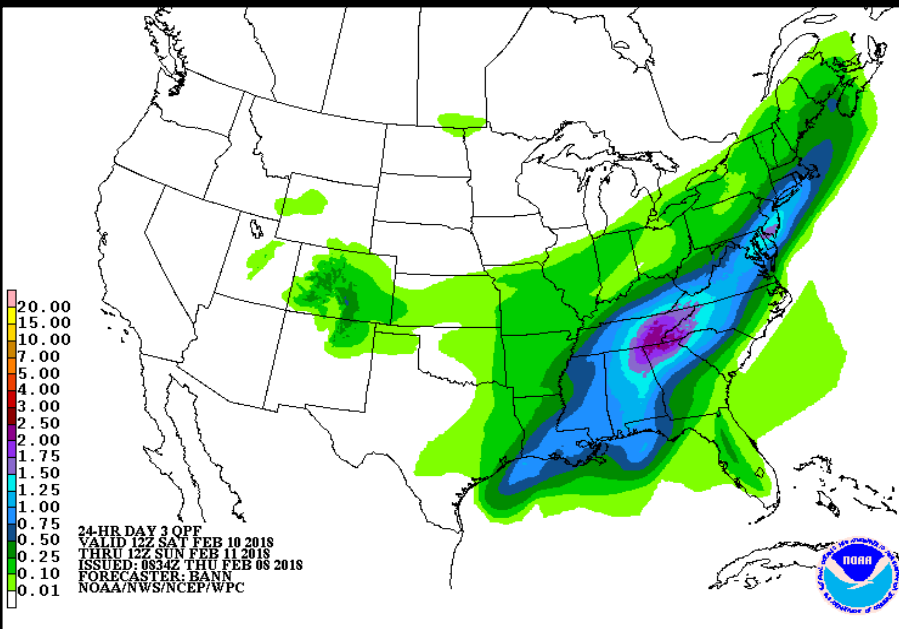 20.00
15.00
10.00
7.00
5.00
4.00
3.00
2.50
2.00
1.75
1.50
1.25
1.00
0.75
0.50
0.25
0.10
0.01
24-HR DAY 3 QPF
VALID 12Z SAT FEB 10 2018
THRU 12Z SUN FEB 11 2018
ISSUED: 0834Z THU FEB 08 2018
FORECASTER: BANN
NOAA/NWS/NCEP/WPC
NOAA